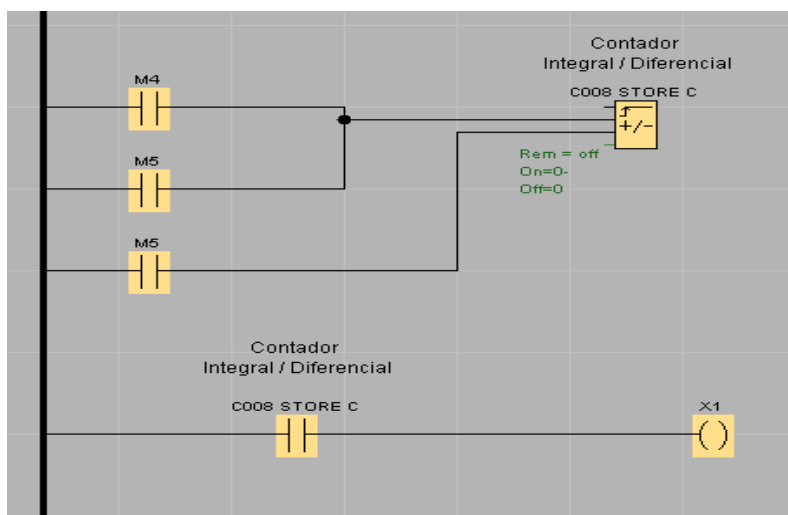 Contador
Integral / Diferencial
C008 STORE C
M4
+/-
M5
Rem = off
On=0-
Off=0
M5
Contador
Integral / Diferencial
C008 STORE C
X1